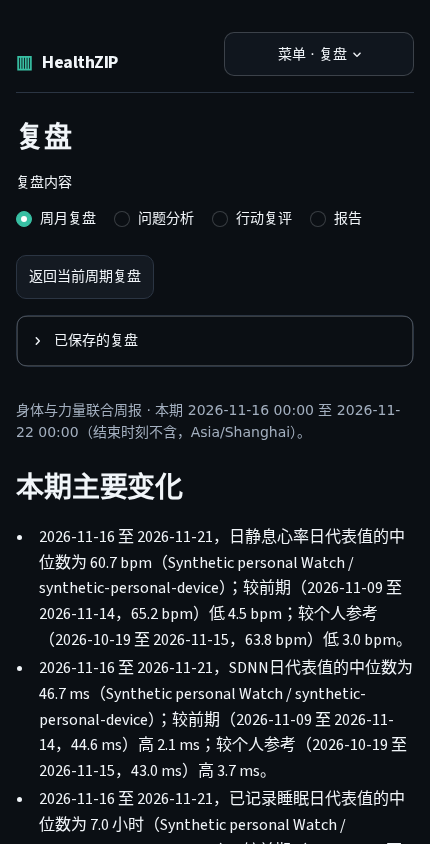 HealthZIP
菜单 · 复盘
复盘
复盘内容
周月复盘 问题分析 行动复评 报告
返回当前周期复盘
已保存的复盘
身体与力量联合周报 · 本期 2026-11-16 00:00 至 2026-11-
22 00:00（结束时刻不含，Asia/Shanghai）。
本期主要变化
2026-11-16 至 2026-11-21，日静息心率日代表值的中
位数为 60.7 bpm（Synthetic personal Watch /
synthetic-personal-device）；较前期（2026-11-09 至
2026-11-14，65.2 bpm）低 4.5 bpm；较个人参考
（2026-10-19 至 2026-11-15，63.8 bpm）低 3.0 bpm。
2026-11-16 至 2026-11-21，SDNN日代表值的中位数为
46.7 ms（Synthetic personal Watch / synthetic-
personal-device）；较前期（2026-11-09 至 2026-11-
14，44.6 ms）高 2.1 ms；较个人参考（2026-10-19 至
2026-11-15，43.0 ms）高 3.7 ms。
2026-11-16 至 2026-11-21，已记录睡眠日代表值的中
位数为 7.0 小时（Synthetic personal Watch /